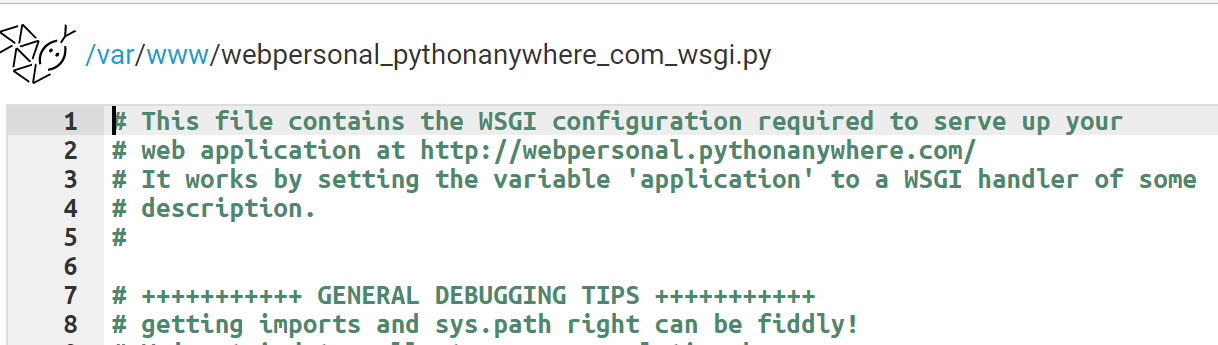 /var/www/webpersonal_pythonanywhere_com_wsgi.py
1 # This file contains the WSGI configuration required to serve up your
2 # web application at http://webpersonal.pythonanywhere.com/
3 # It works by setting the variable 'application' to a WSGI handler of some
4 # description.
5 #
6
7 # +++++++++++ GENERAL DEBUGGING TIPS +++++++++++
8 # getting imports and sys.path right can be fiddly!